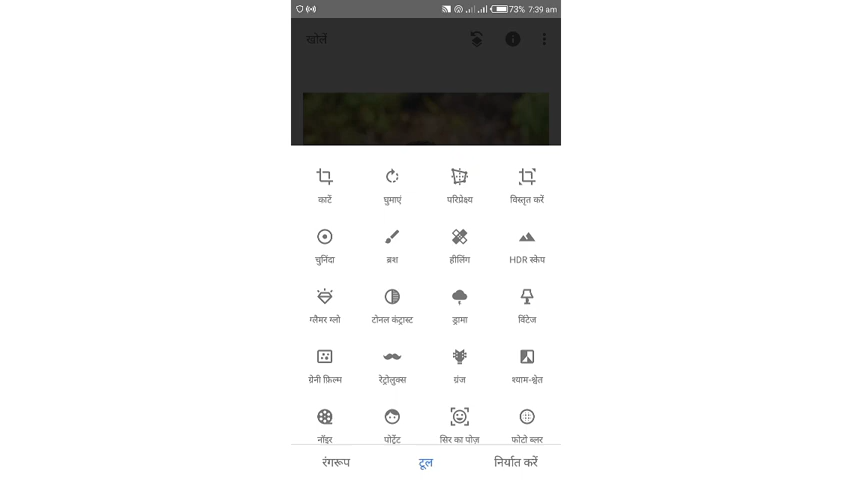 73% 7:39 am
खोलें
काटें घुमाएं परिप्रेक्ष्य विस्तृत करें
चुनिंदा ब्रश हीलिंग HDR स्केप
ग्लैमर ग्लो टोनल कंट्रास्ट ड्रामा विंटेज
ग्रेनी फ़िल्म रेट्रोलुक्स ग्रंज श्याम-श्वेत
नॉइर पोर्ट्रेट सिर का पोज़ फोटो ब्लर
रंगरूप टूल निर्यात करें